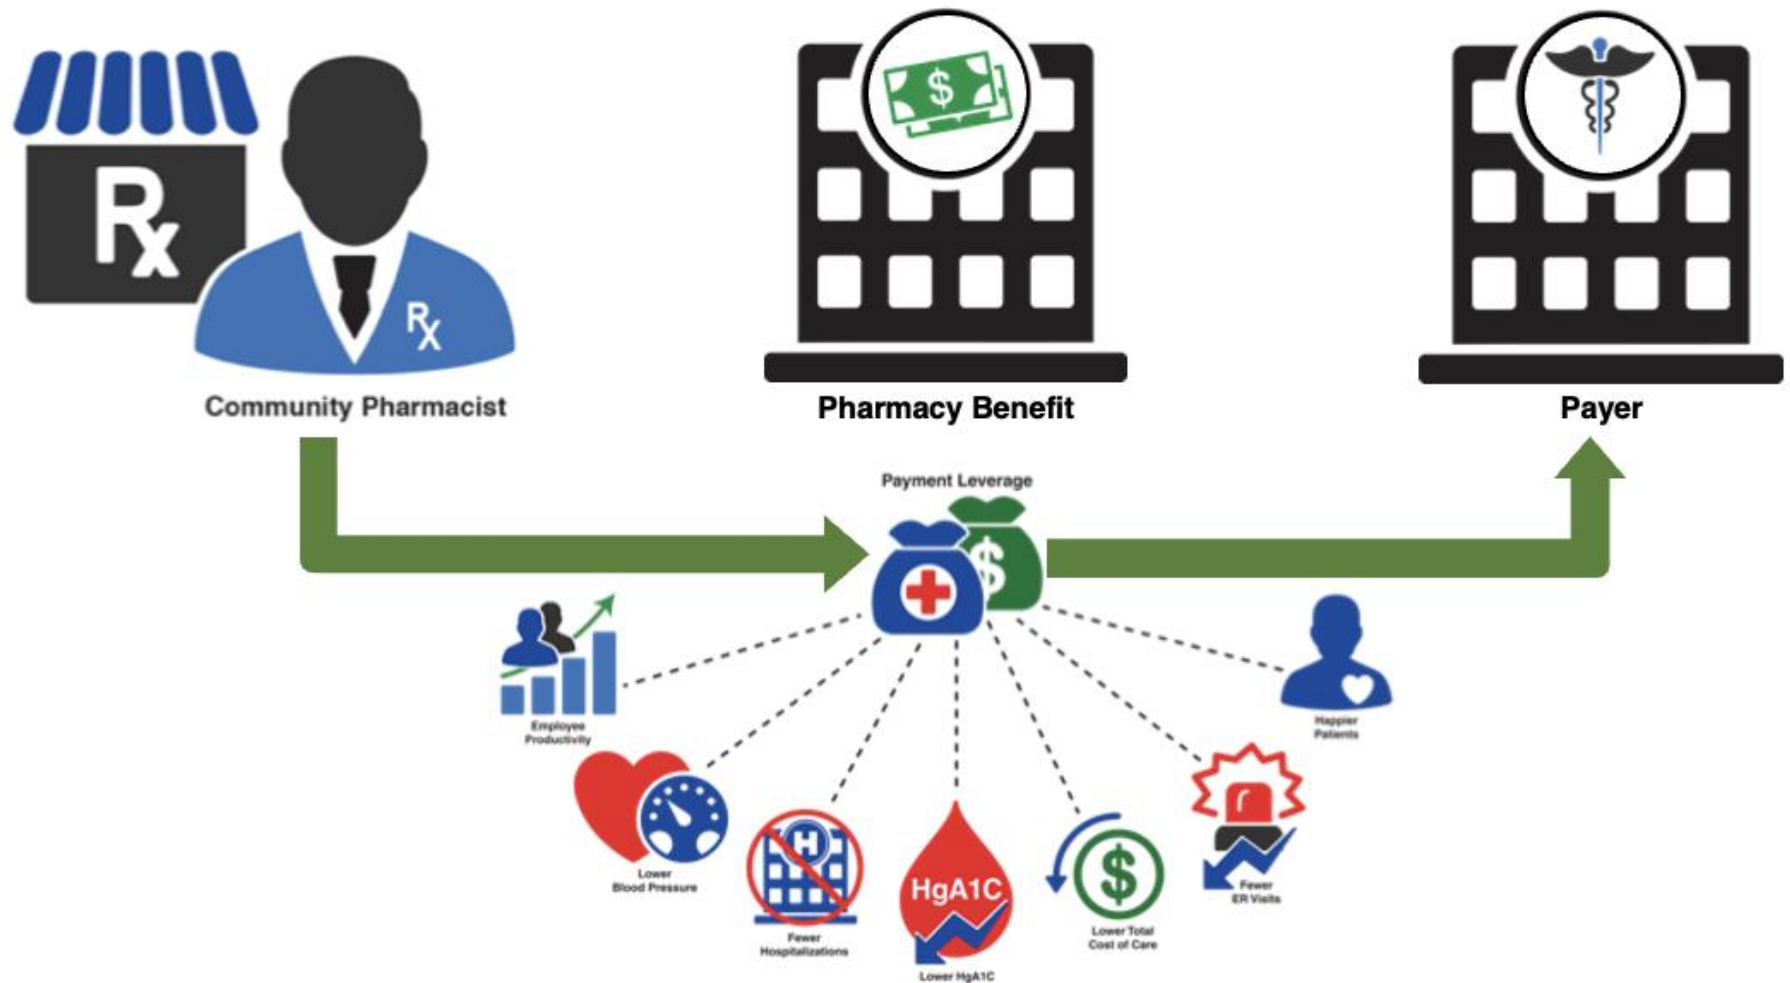 Rx
Rx
$
Community Pharmacist
Pharmacy Benefit
Payer
Payment Leverage
$
Employee
Productivity
Happier
Patients
Lower
Blood Pressure
H
Fewer
Hospitalizations
HgA1C
Lower HgA1C
$
Lower Total
Cost of Care
Fewer
ER Visits